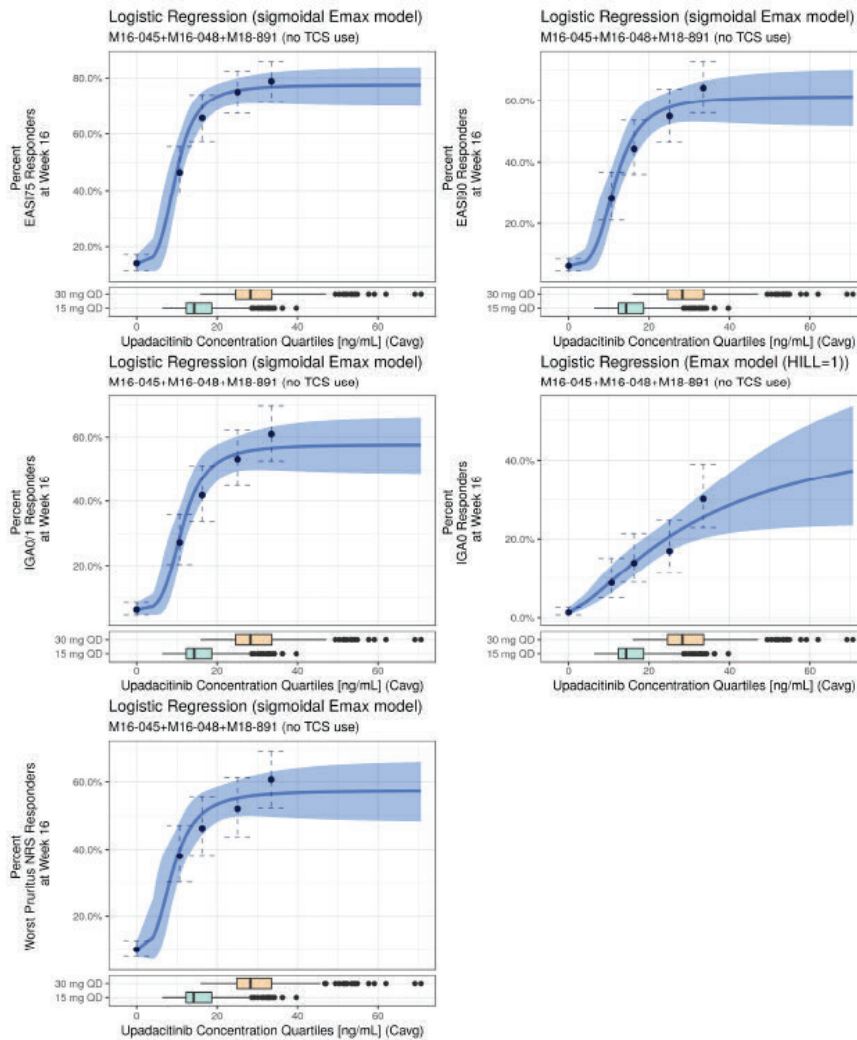 Logistic Regression (sigmoidal Emax model)
M16-045+M16-048+M18-891 (no TCS use)
Percent
EASI75 Responders
at Week 16
80.0%
60.0%
40.0%
20.0%
30 mg QD
15 mg QD
0 20 40 60
Upadacitinib Concentration Quartiles [ng/mL] (Cavg)
Logistic Regression (sigmoidal Emax model)
M16-045+M16-048+M18-891 (no TCS use)
Percent
EASI90 Responders
at Week 16
60.0%
40.0%
20.0%
30 mg QD
15 mg QD
0 20 40 60
Upadacitinib Concentration Quartiles [ng/mL] (Cavg)
Logistic Regression (sigmoidal Emax model)
M16-045+M16-048+M18-891 (no TCS use)
Percent
IGA0/1 Responders
at Week 16
60.0%
40.0%
20.0%
30 mg QD
15 mg QD
0 20 40 60
Upadacitinib Concentration Quartiles [ng/mL] (Cavg)
Logistic Regression (Emax model (HILL=1))
M16-045+M16-048+M18-891 (no TCS use)
Percent
IGA0 Responders
at Week 16
40.0%
20.0%
0.0%
30 mg QD
15 mg QD
0 20 40 60
Upadacitinib Concentration Quartiles [ng/mL] (Cavg)
Logistic Regression (sigmoidal Emax model)
M16-045+M16-048+M18-891 (no TCS use)
Percent
Worst Pruritus NRS Responders
at Week 16
60.0%
40.0%
20.0%
30 mg QD
15 mg QD
0 20 40 60
Upadacitinib Concentration Quartiles [ng/mL] (Cavg)